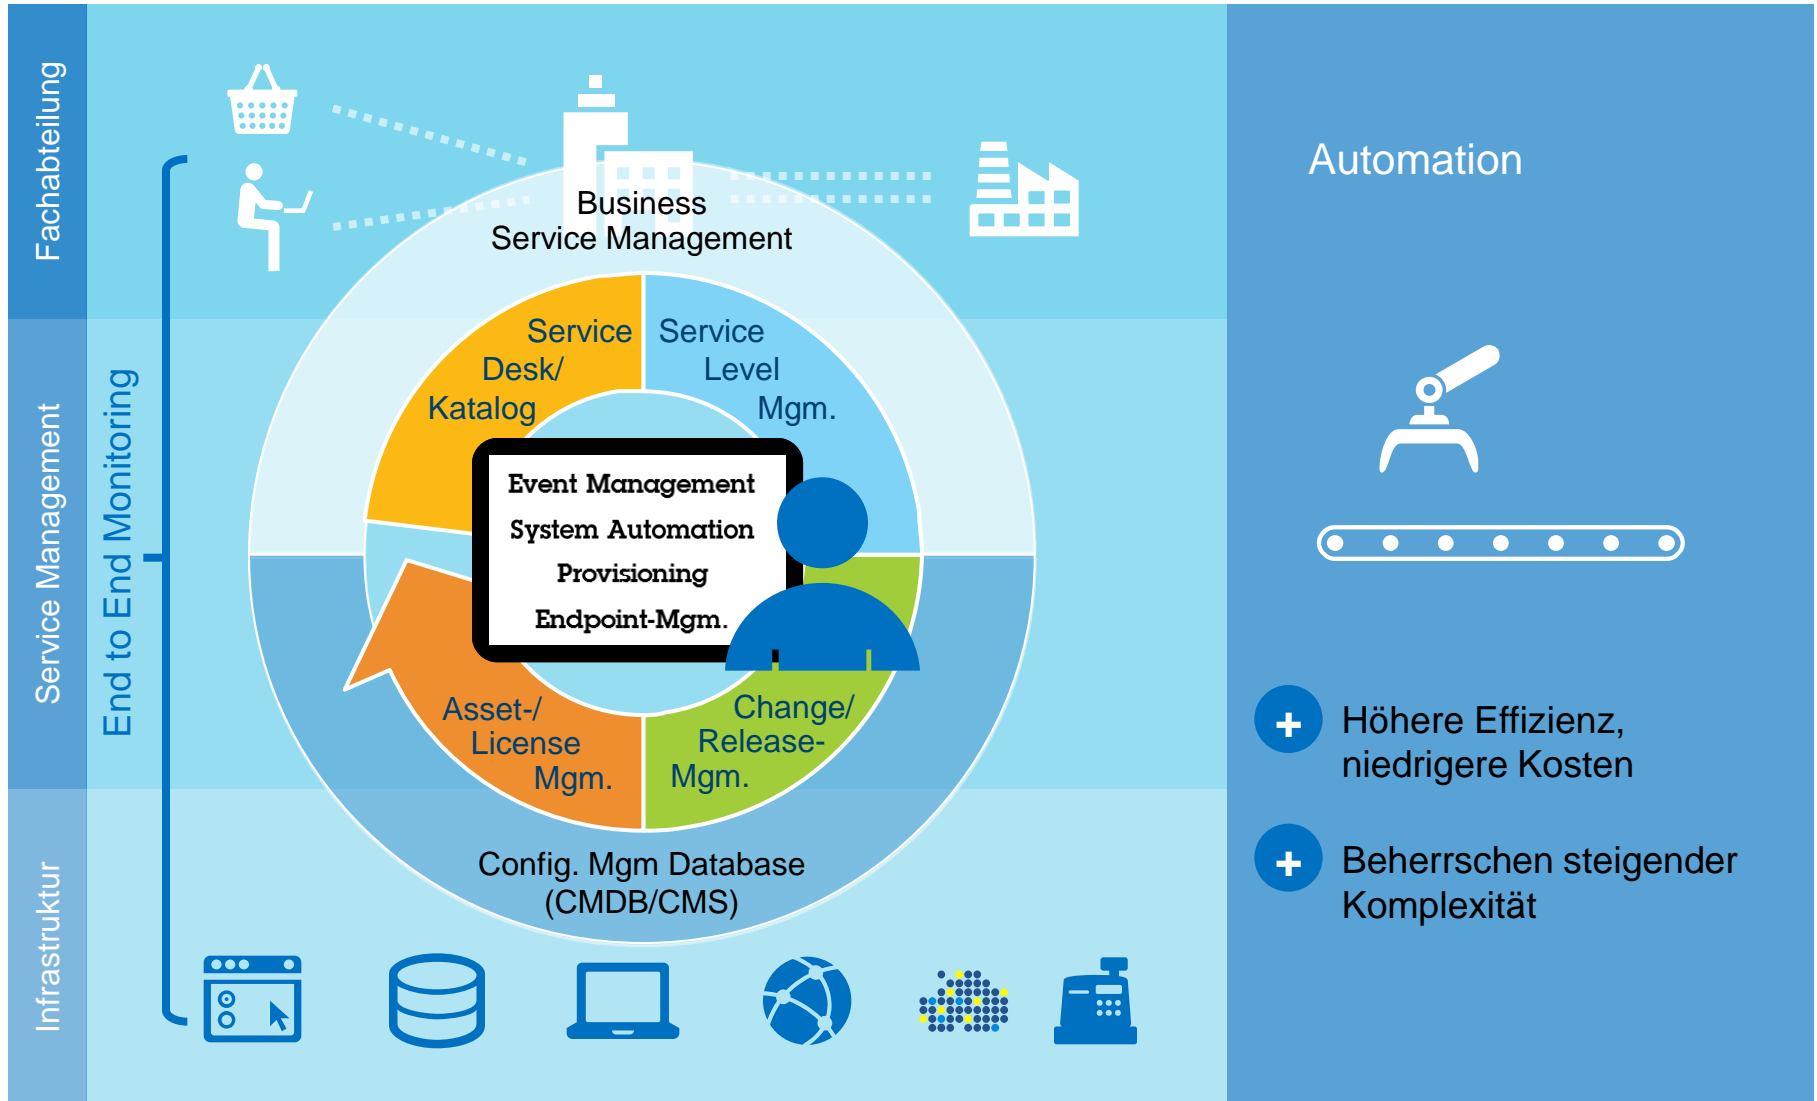 Fachabteilung
Service Management
Infrastruktur
End to End Monitoring
Business
Service Management
Service
Desk/
Katalog
Service
Level
Mgm.
Event Management
System Automation
Provisioning
Endpoint-Mgm.
Asset-/
License
Mgm.
Change/
Release-
Mgm.
Config. Mgm Database
(CMDB/CMS)
Automation
+ Höhere Effizienz,
niedrigere Kosten
+ Beherrschen steigender
Komplexität